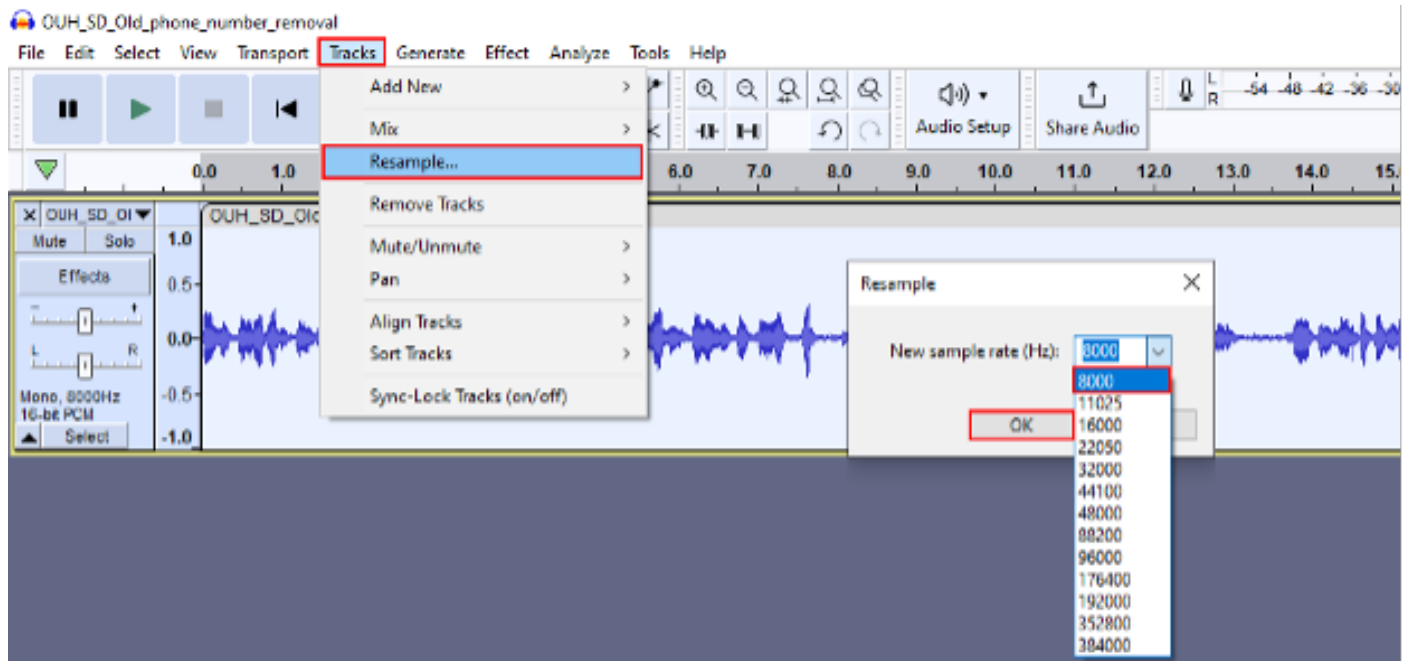 OUH_SD_Old_phone_number_removal
File Edit Select View Transport Tracks Generate Effect Analyze Tools Help
Add New
Mix
Resample...
Remove Tracks
Mute/Unmute
Pan
Align Tracks
Sort Tracks
Sync-Lock Tracks (on/off)
Audio Setup
Share Audio
L
R
-54 -48 -42 -36 -30
0.0 1.0 6.0 7.0 8.0 9.0 10.0 11.0 12.0 13.0 14.0 15.
X OUH_SD_Ol
OUH_SD_Old
Mute Solo
Effects
- +
L R
Mono, 8000Hz
16-bit PCM
Select
1.0
0.5-
0.0-
-0.5-
-1.0
Resample
New sample rate (Hz): 8000
OK
8000
11025
16000
22050
32000
44100
48000
88200
96000
176400
192000
352800
384000